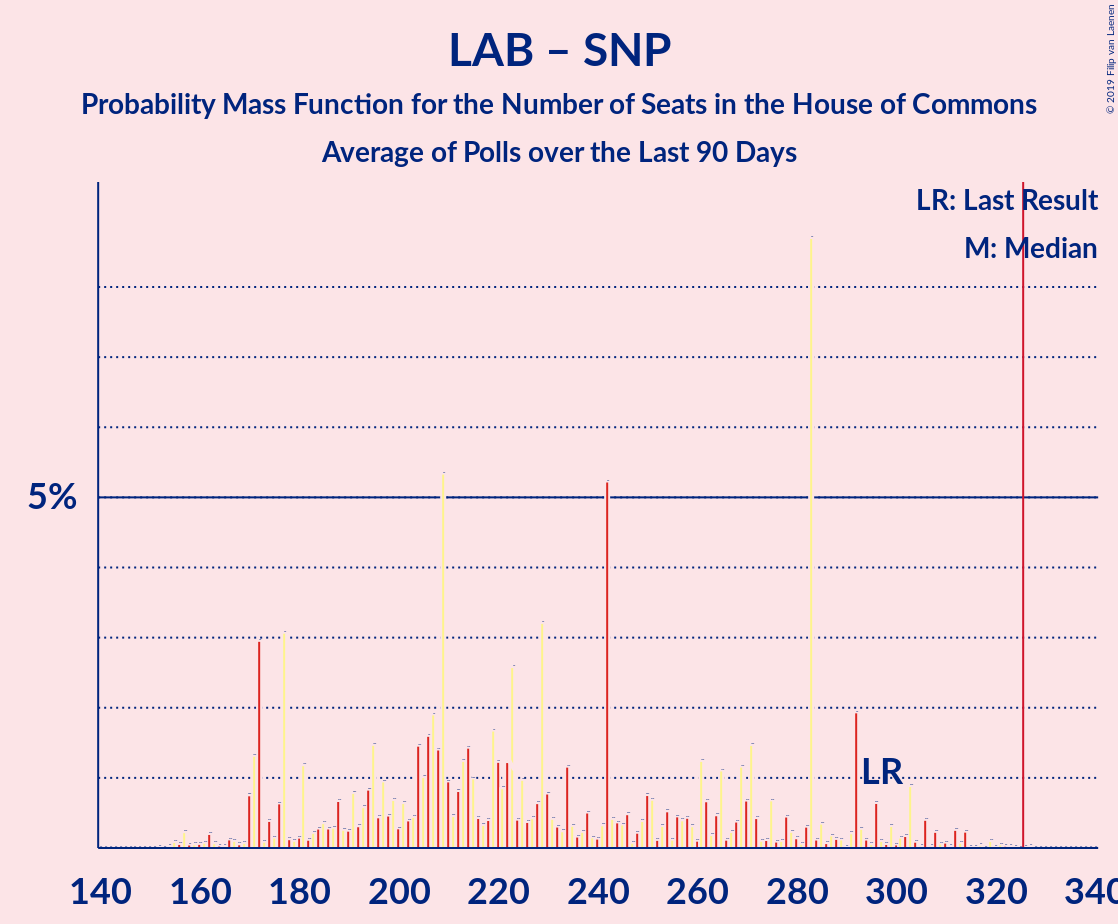 LAB – SNP
Probability Mass Function for the Number of Seats in the House of Commons
Average of Polls over the Last 90 Days
© 2019 Filip van Laenen
LR: Last Result
M: Median
5%
LR
140 160 180 200 220 240 260 280 300 320 340